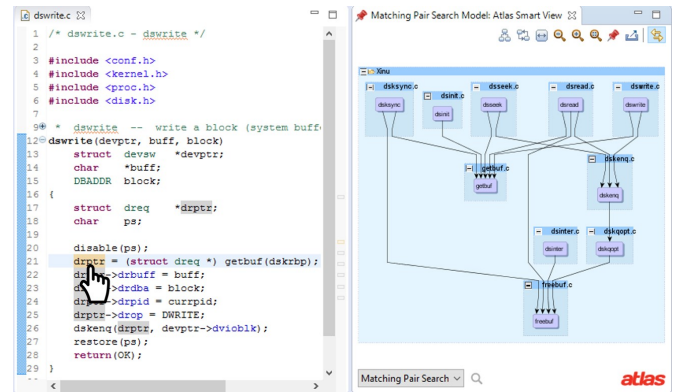 dswrite.c
1 /* dswrite.c - dswrite */
2
3 #include <conf.h>
4 #include <kernel.h>
5 #include <proc.h>
6 #include <disk.h>
7
9 * dswrite -- write a block (system buff
12 dswrite(devptr, buff, block)
13 struct devsw *devptr;
14 char *buff;
15 DBADDR block;
16 {
17 struct dreq *drptr;
18 char ps;
19
20 disable(ps);
21 drptr = (struct dreq *) getbuf(dskrbp);
22 drptr->drbuff = buff;
23 ->drdba = block;
24 ->drpid = currpid;
25 drptr->drop = DWRITE;
26 dskenq(drptr, devptr->dvioblk);
27 restore(ps);
28 return(OK);
29 }
Matching Pair Search Model: Atlas Smart View
Xinu
dsksync.c
dsinit.c
dsseek.c
dsread.c
dswrite.c
dsksync
dsinit
dsseek
dsread
dswrite
getbuf.c
getbuf
dskenq.c
dskenq
dsinter.c
dskqopt.c
dsinter
dskqopt
freebuf.c
freebuf
Matching Pair Search
atlas